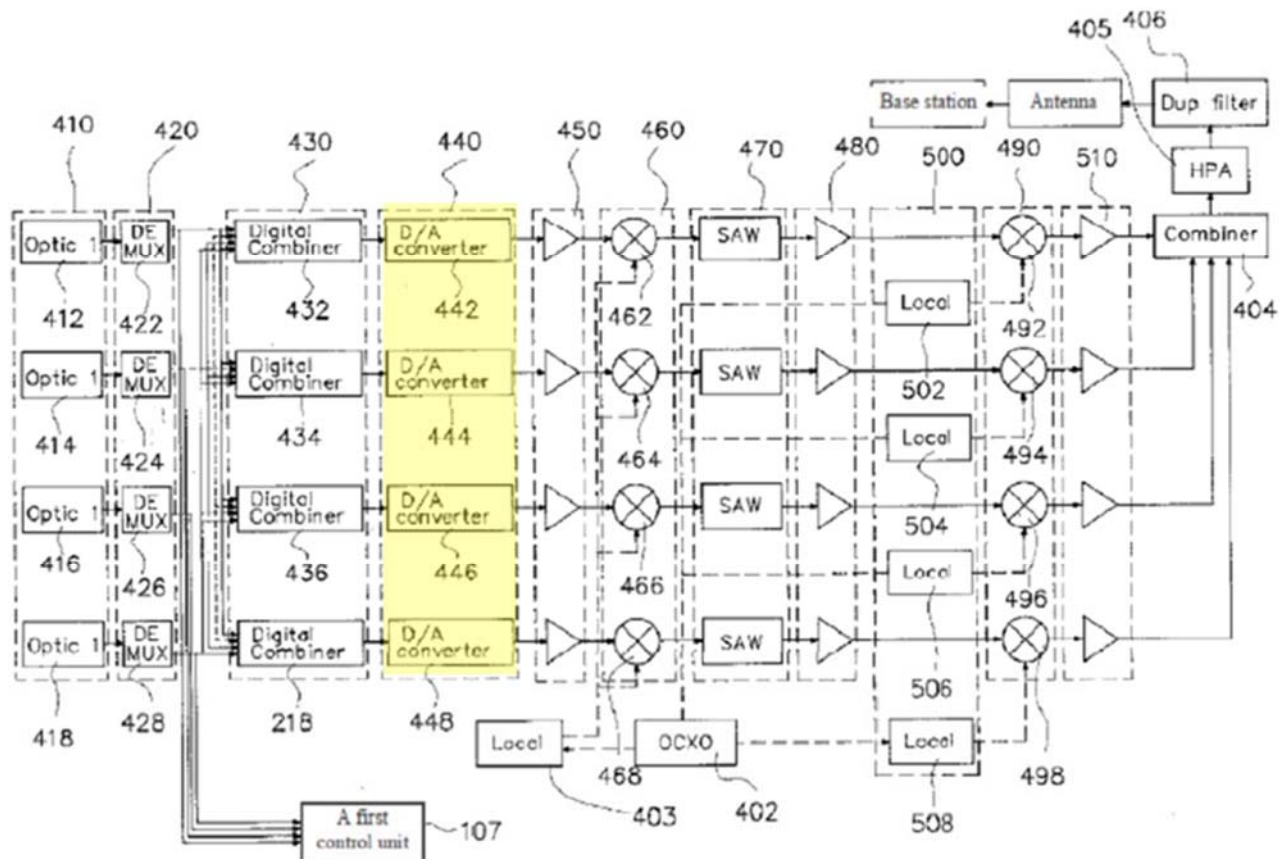 406
405
Base station
Antenna
Dup filter
410
420
430
440
450
460
470
480
500
490
510
HPA
Optic 1
DE
MUX
Digital
Combiner
D/A
converter
SAW
Combiner
412
422
432
442
462
Local
492
404
Optic 1
DE
MUX
Digital
Combiner
D/A
converter
SAW
502
414
424
434
444
464
Local
494
Optic 1
DE
MUX
Digital
Combiner
D/A
converter
SAW
504
416
426
436
446
466
Local
496
Optic 1
DE
MUX
Digital
Combiner
D/A
converter
SAW
506
418
428
218
448
468
Local
OCXO
Local
498
403
402
508
A first
control unit
107